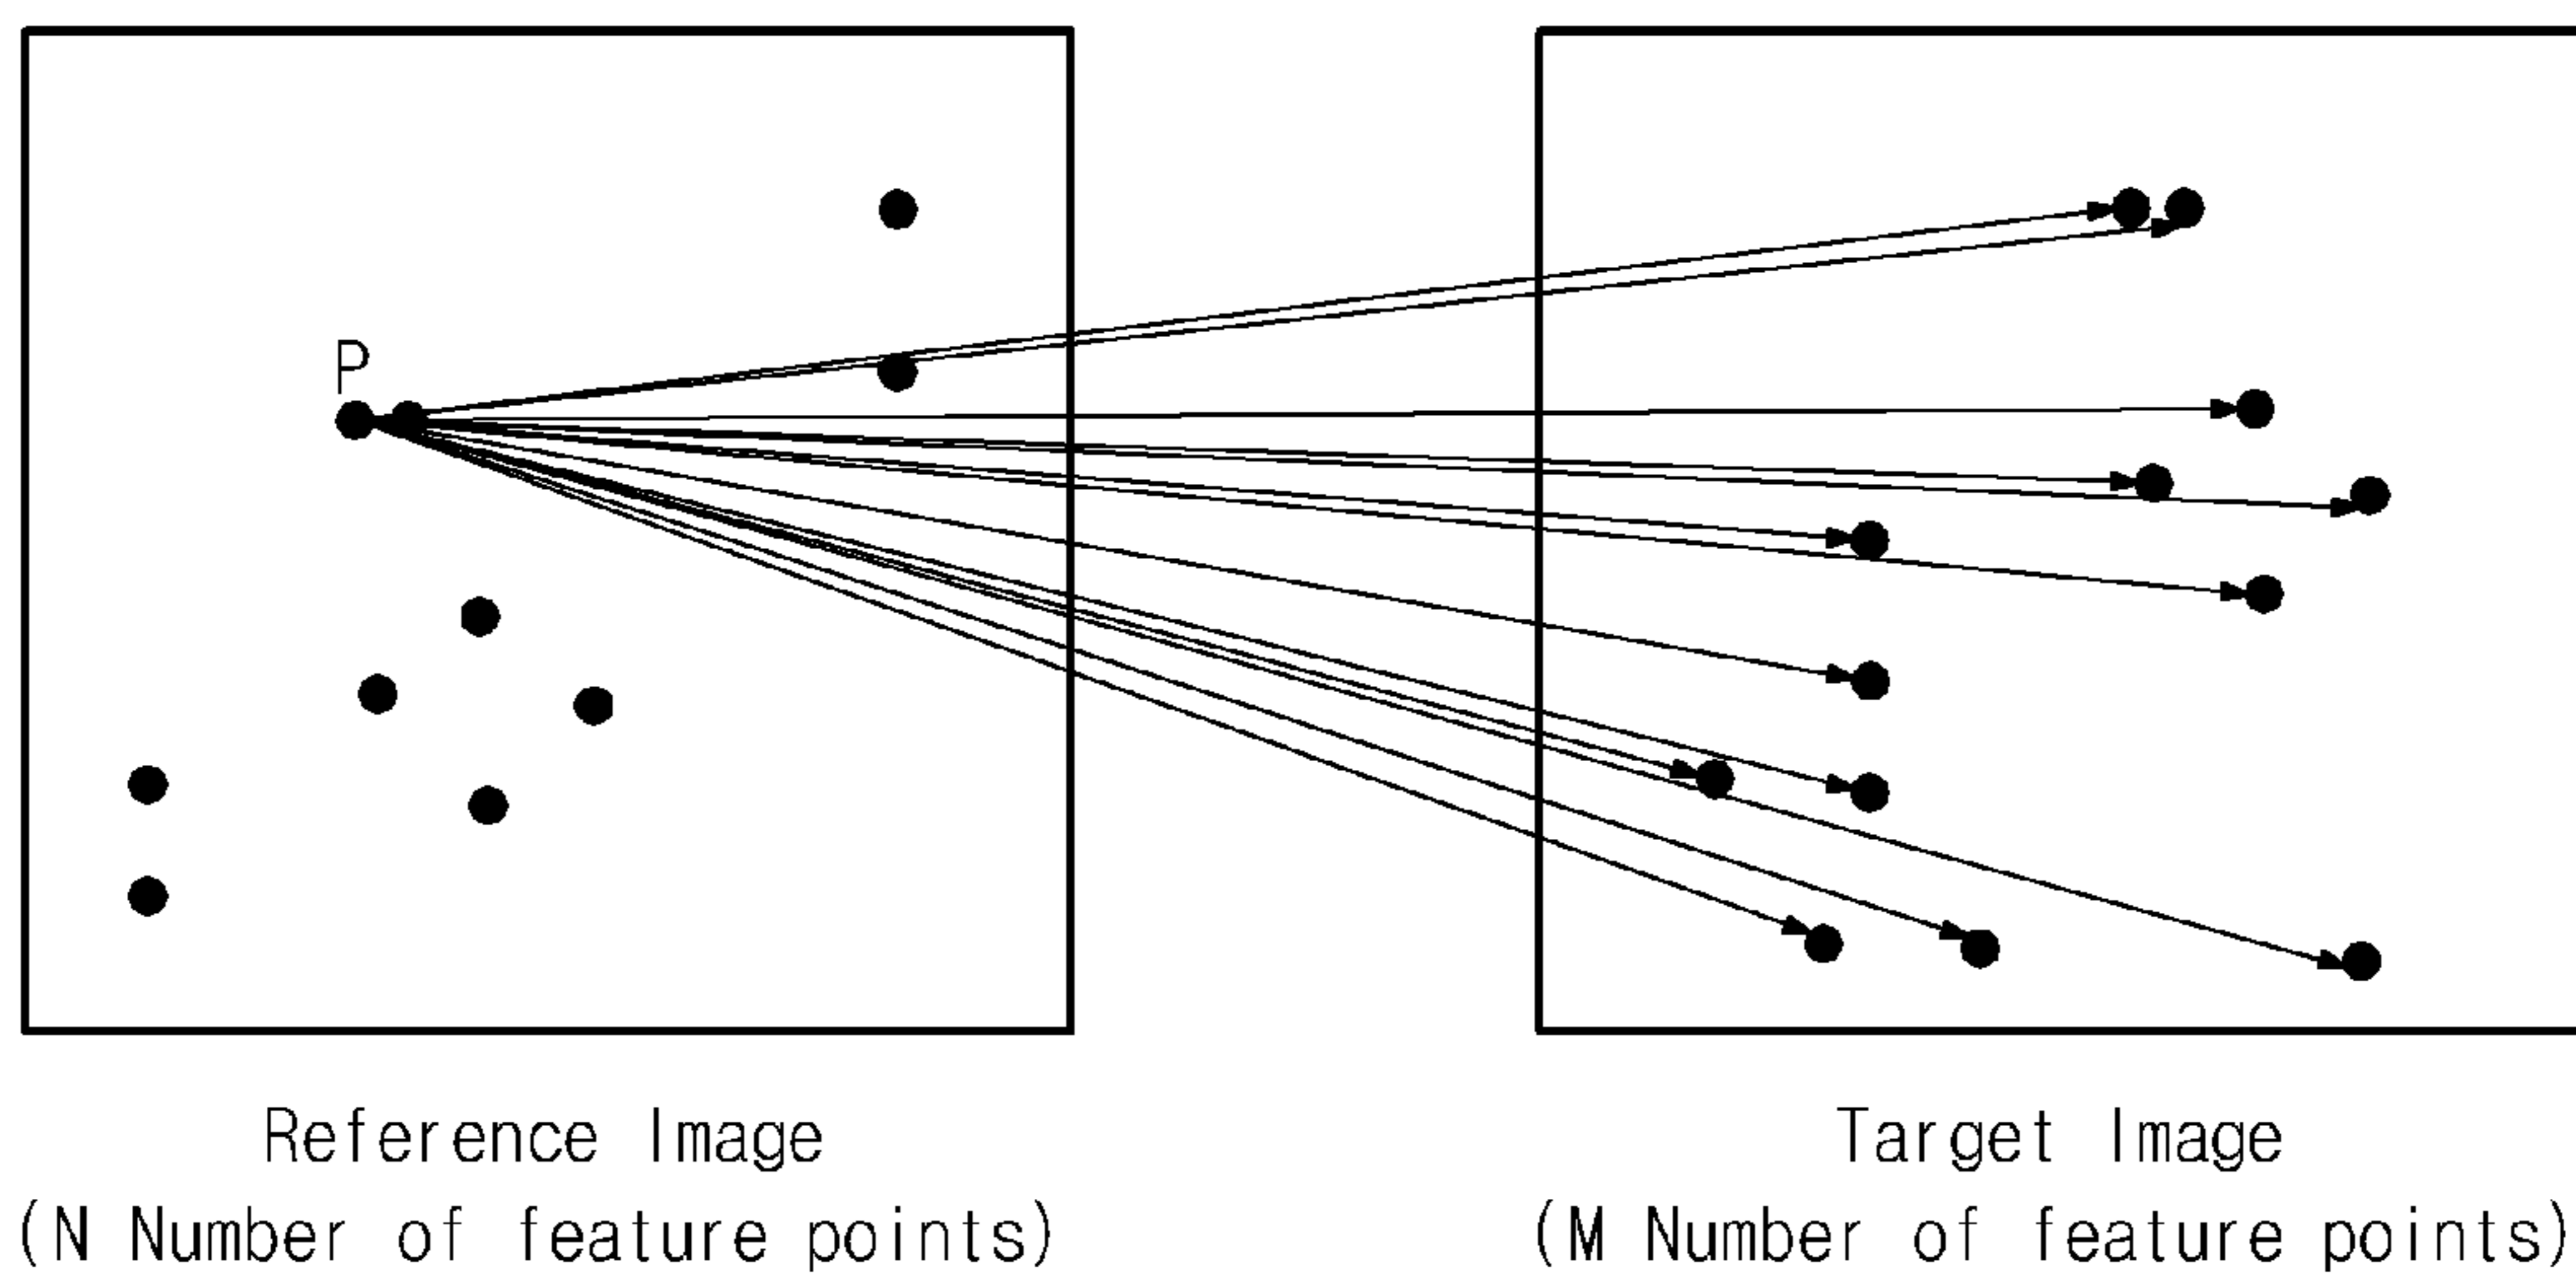 P
Reference Image
(N Number of feature points)
Target Image
(M Number of feature points)